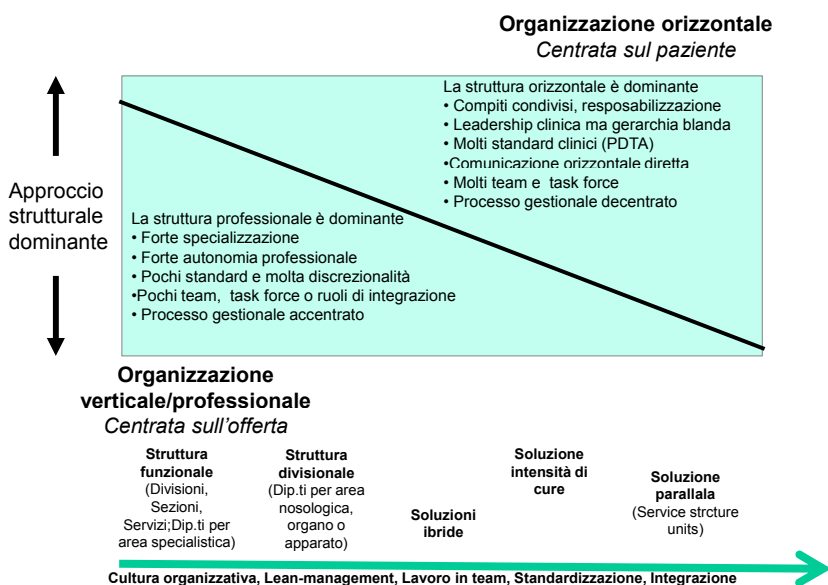 Organizzazione orizzontale
Centrata sul paziente
La struttura orizzontale è dominante
• Compiti condivisi, resposabilizzazione
• Leadership clinica ma gerarchia blanda
• Molti standard clinici (PDTA)
•Comunicazione orizzontale diretta
• Molti team e task force
• Processo gestionale decentrato
Approccio
strutturale
dominante
La struttura professionale è dominante
• Forte specializzazione
• Forte autonomia professionale
• Pochi standard e molta discrezionalità
•Pochi team, task force o ruoli di integrazione
• Processo gestionale accentrato
Organizzazione
verticale/professionale
Centrata sull'offerta
Struttura
funzionale
(Divisioni,
Sezioni,
Servizi;Dip.ti per
area specialistica)
Struttura
divisionale
(Dip.ti per area
nosologica,
organo o
apparato)
Soluzioni
ibride
Soluzione
intensità di
cure
Soluzione
parallala
(Service strcture
units)
Cultura organizzativa, Lean-management, Lavoro in team, Standardizzazione, Integrazione